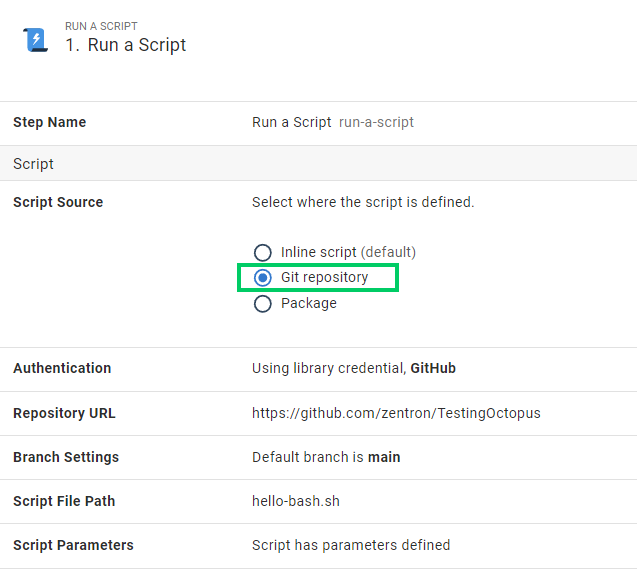 RUN A SCRIPT
1. Run a Script
Step Name
Run a Script run-a-script
Script
Script Source
Select where the script is defined.
Inline script (default)
Git repository
Package
Authentication
Using library credential, GitHub
Repository URL
https://github.com/zentron/TestingOctopus
Branch Settings
Default branch is main
Script File Path
hello-bash.sh
Script Parameters
Script has parameters defined